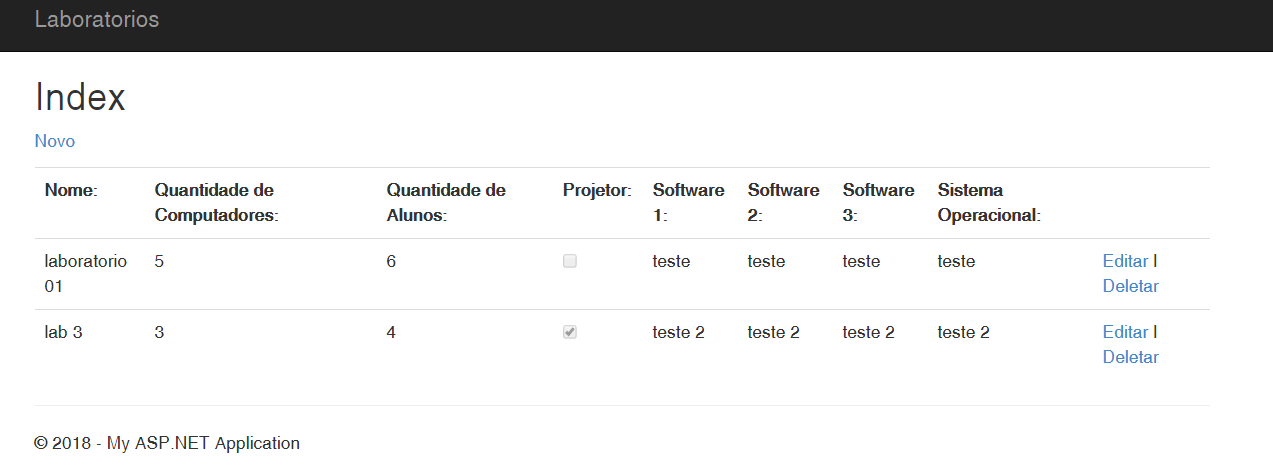 Laboratorios
Index
Novo
Nome: Quantidade de Computadores: Quantidade de Alunos: Projetor: Software 1: Software 2: Software 3: Sistema Operacional:
laboratorio 01 5 6 teste teste teste teste Editar | Deletar
lab 3 3 4 teste 2 teste 2 teste 2 teste 2 Editar | Deletar
© 2018 - My ASP.NET Application